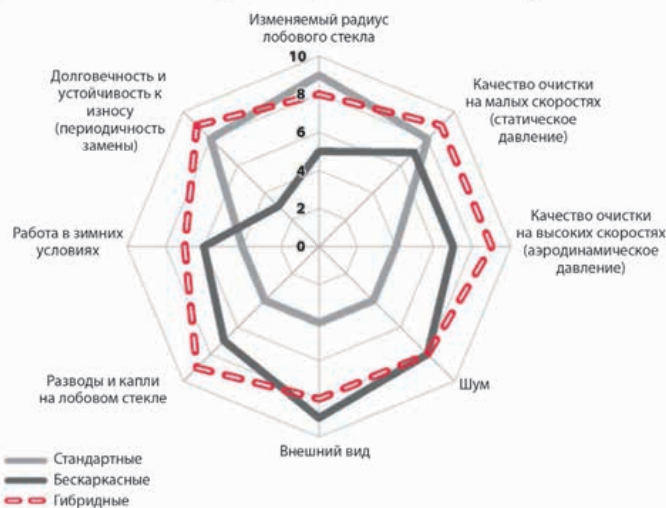 Изменяемый радиус
лобового стекла
10
8
6
4
2
0
Качество очистки
на малых скоростях
(статическое
давление)
Качество очистки
на высоких скоростях
(аэродинамическое
давление)
Шум
Внешний вид
Разводы и капли
на лобовом стекле
Работа в зимних
условиях
Долговечность и
устойчивость к
износу
(периодичность
замены)
Стандартные
Бескаркасные
Гибридные